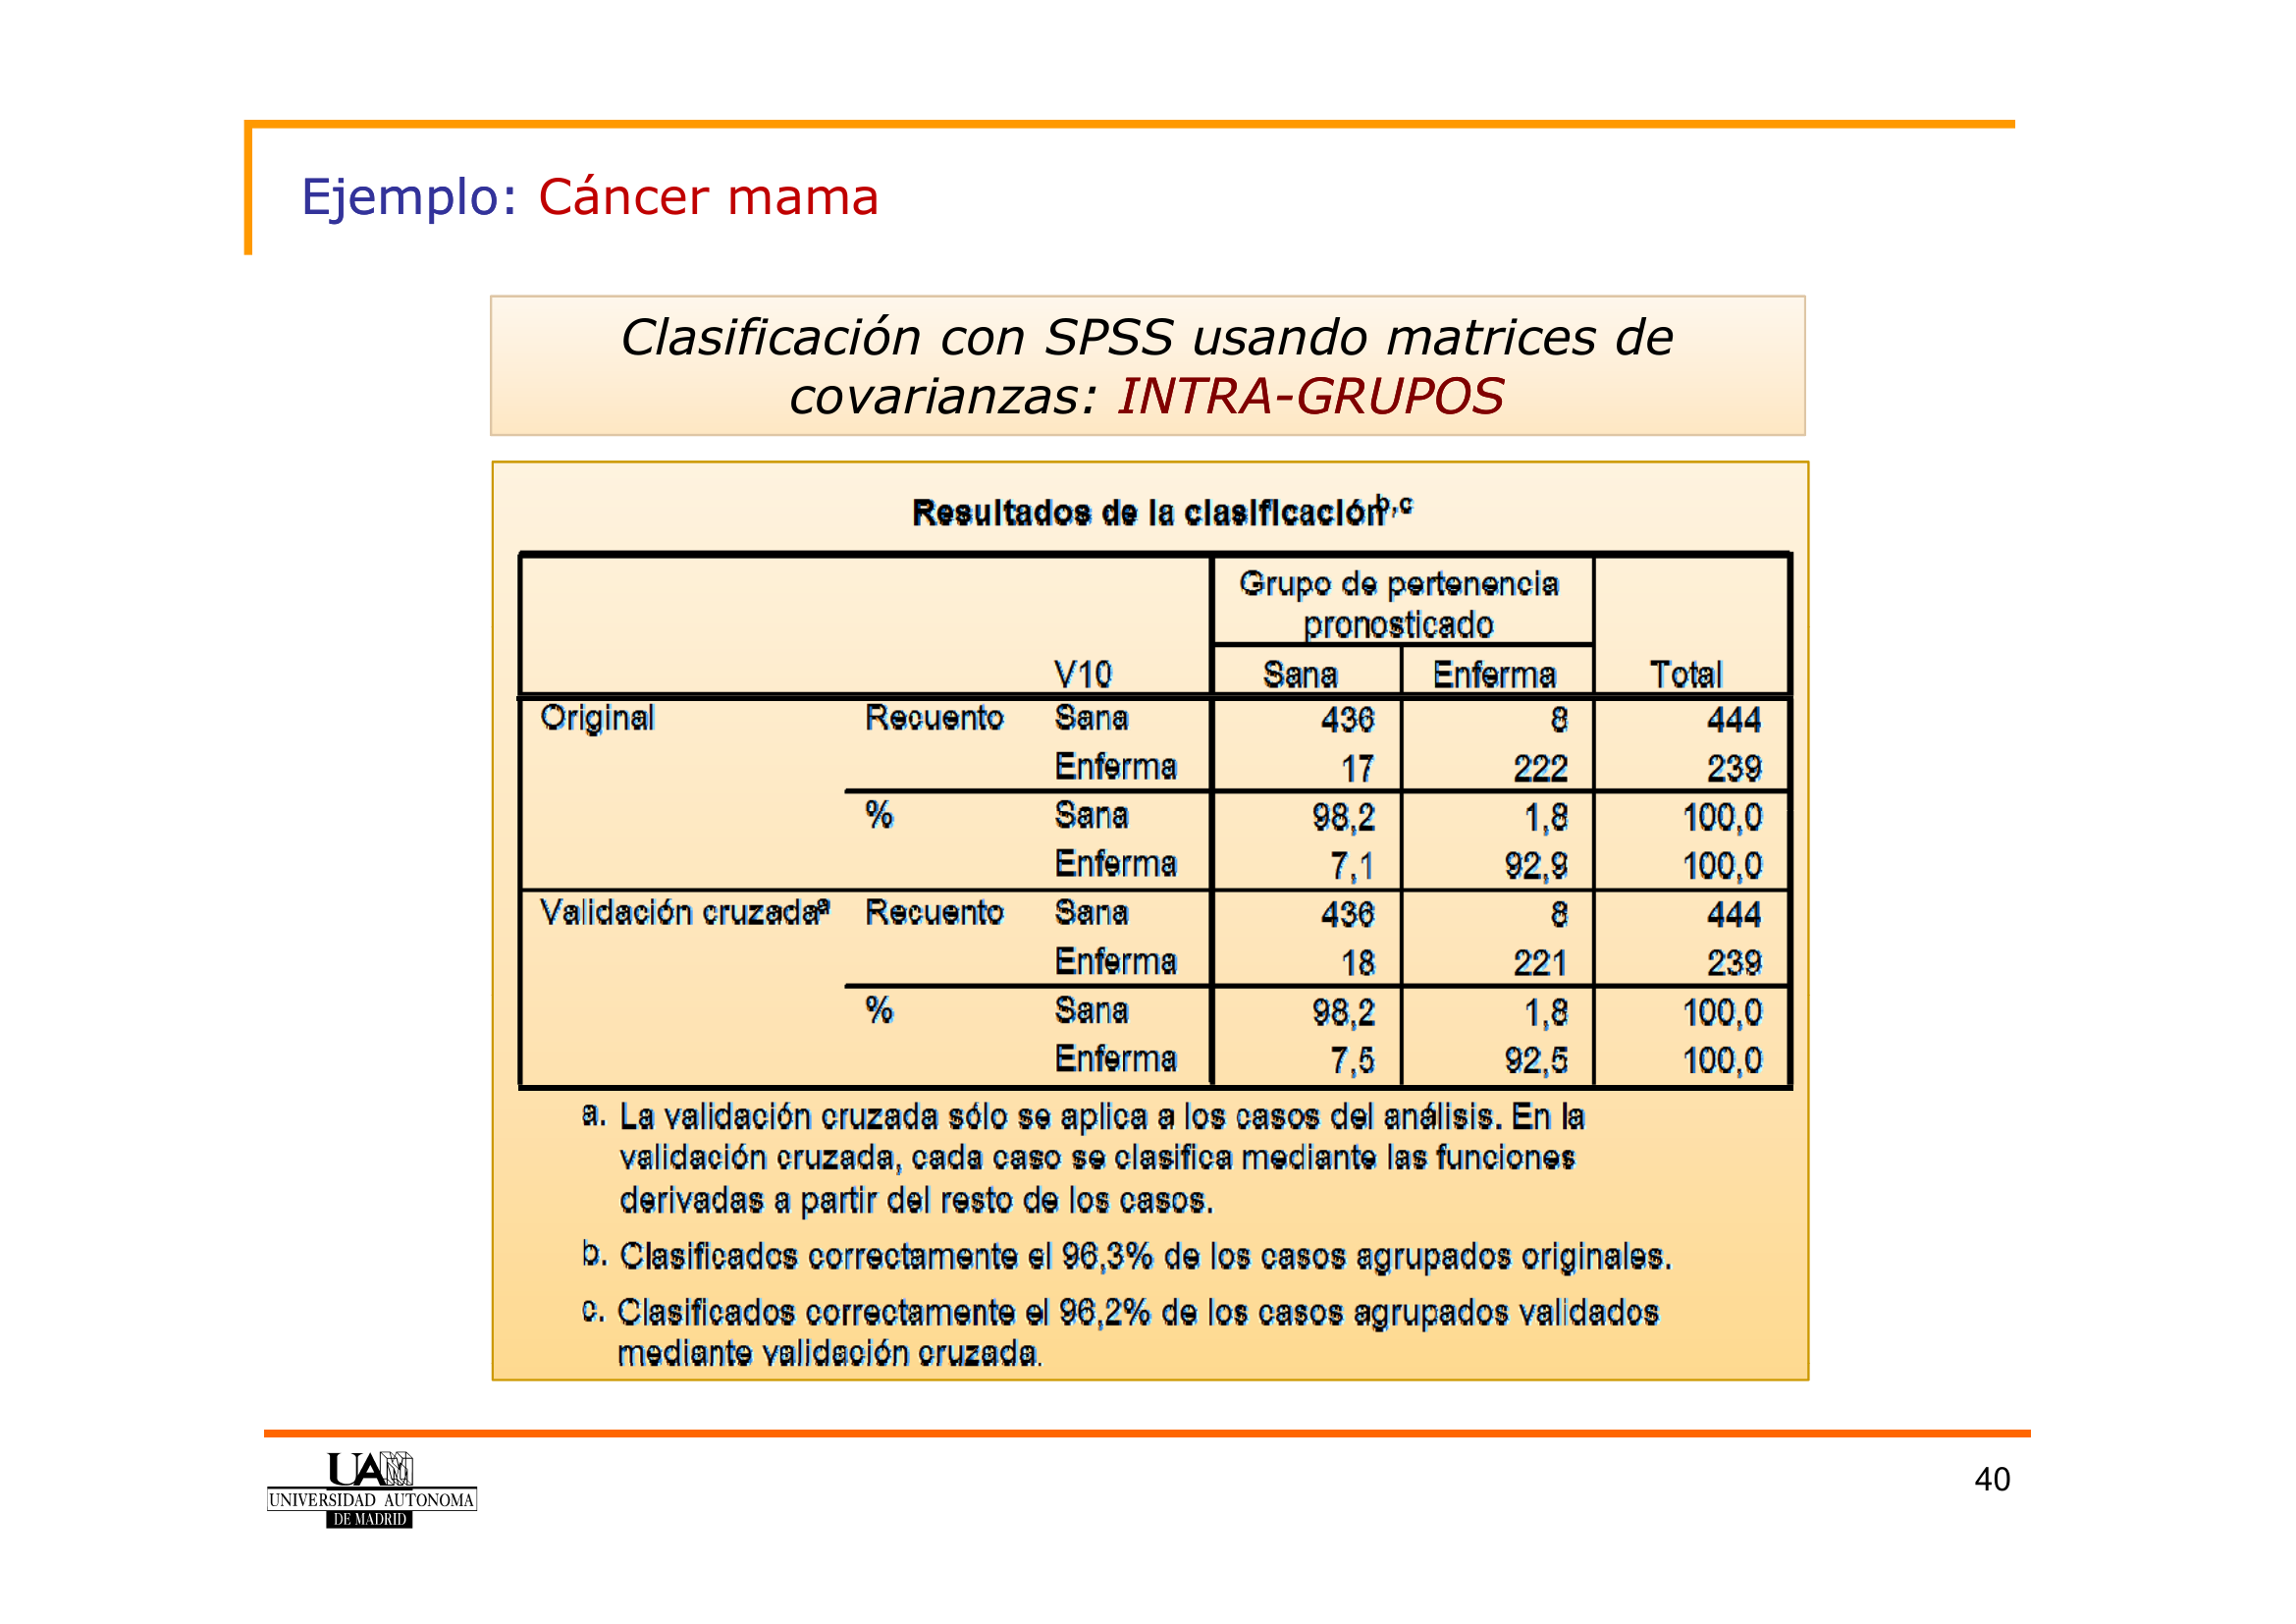 Ejemplo: Cáncer mama
Clasificación con SPSS usando matrices de
covarianzas: INTRA-GRUPOS
Resultados de la clasificación b,c
Grupo de pertenencia
pronosticado
V10 Sana Enferma Total
Original Recuento Sana 436 8 444
Enferma 17 222 239
% Sana 98,2 1,8 100,0
Enferma 7,1 92,9 100,0
Validación cruzada a Recuento Sana 436 8 444
Enferma 18 221 239
% Sana 98,2 1,8 100,0
Enferma 7,5 92,5 100,0
a. La validación cruzada sólo se aplica a los casos del análisis. En la
validación cruzada, cada caso se clasifica mediante las funciones
derivadas a partir del resto de los casos.
b. Clasificados correctamente el 96,3% de los casos agrupados originales.
c. Clasificados correctamente el 96,2% de los casos agrupados validados
mediante validación cruzada.
UAM
UNIVERSIDAD AUTONOMA
DE MADRID
40